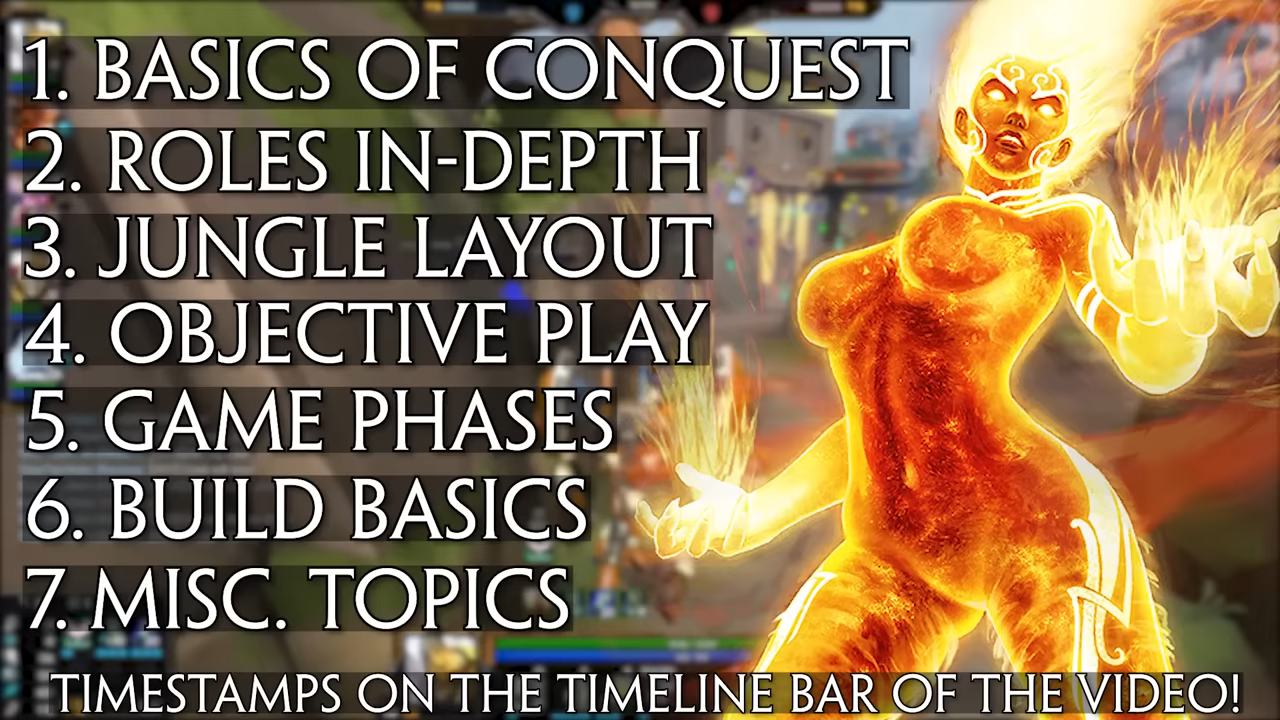 1. BASICS OF CONQUEST
2. ROLES IN-DEPTH
3. JUNGLE LAYOUT
4. OBJECTIVE PLAY
5. GAME PHASES
6. BUILD BASICS
7. MISC. TOPICS
TIMESTAMPS ON THE TIMELINE BAR OF THE VIDEO!